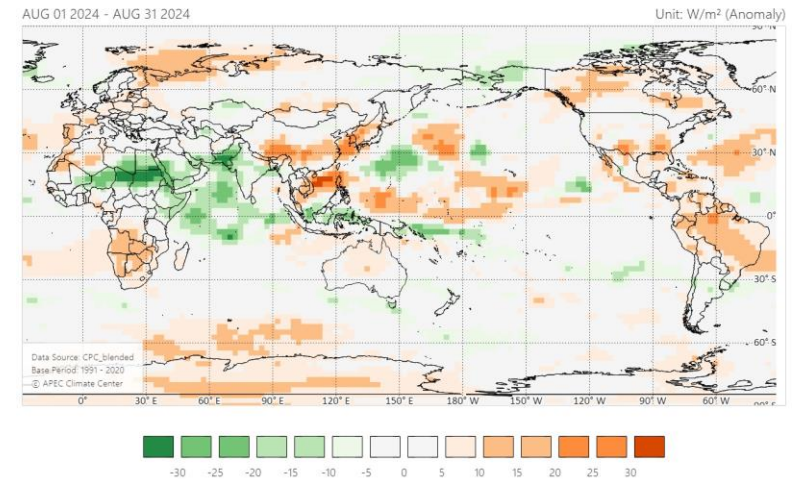 AUG 01 2024 - AUG 31 2024 Unit: W/m² (Anomaly)
90° N
60° N
30° N
0°
30° S
Data Source: CPC_blended
60° S
Base Period: 1991 - 2020
© APEC Climate Center
90° S
0° 30° E 60° E 90° E 120° E 150° E 180° W 150° W 120° W 90° W 60° W
-30 -25 -20 -15 -10 -5 0 5 10 15 20 25 30